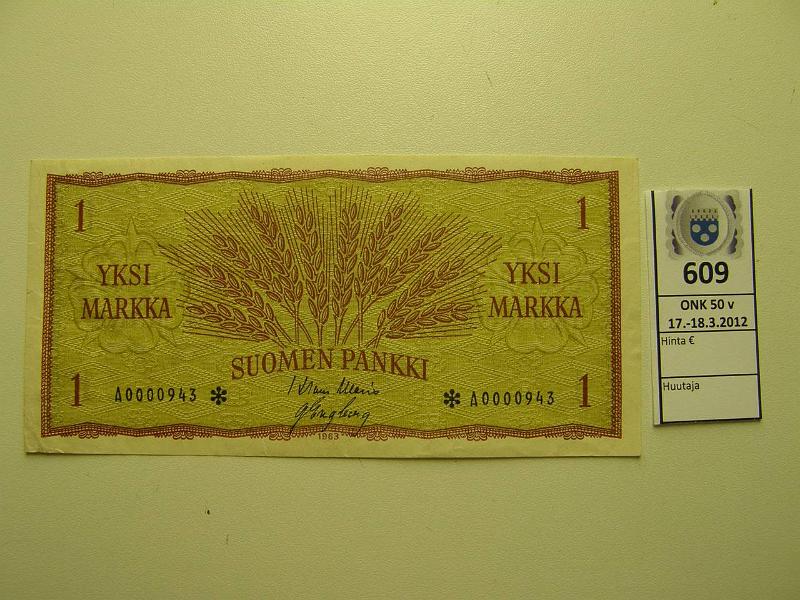 1 1
YKSI MARKKA
YKSI MARKKA
SUOMEN PANKKI
1 A0000943 * * A0000943 1
1963
609
ONK 50 v
17.-18.3.2012
Hinta €
Huutaja